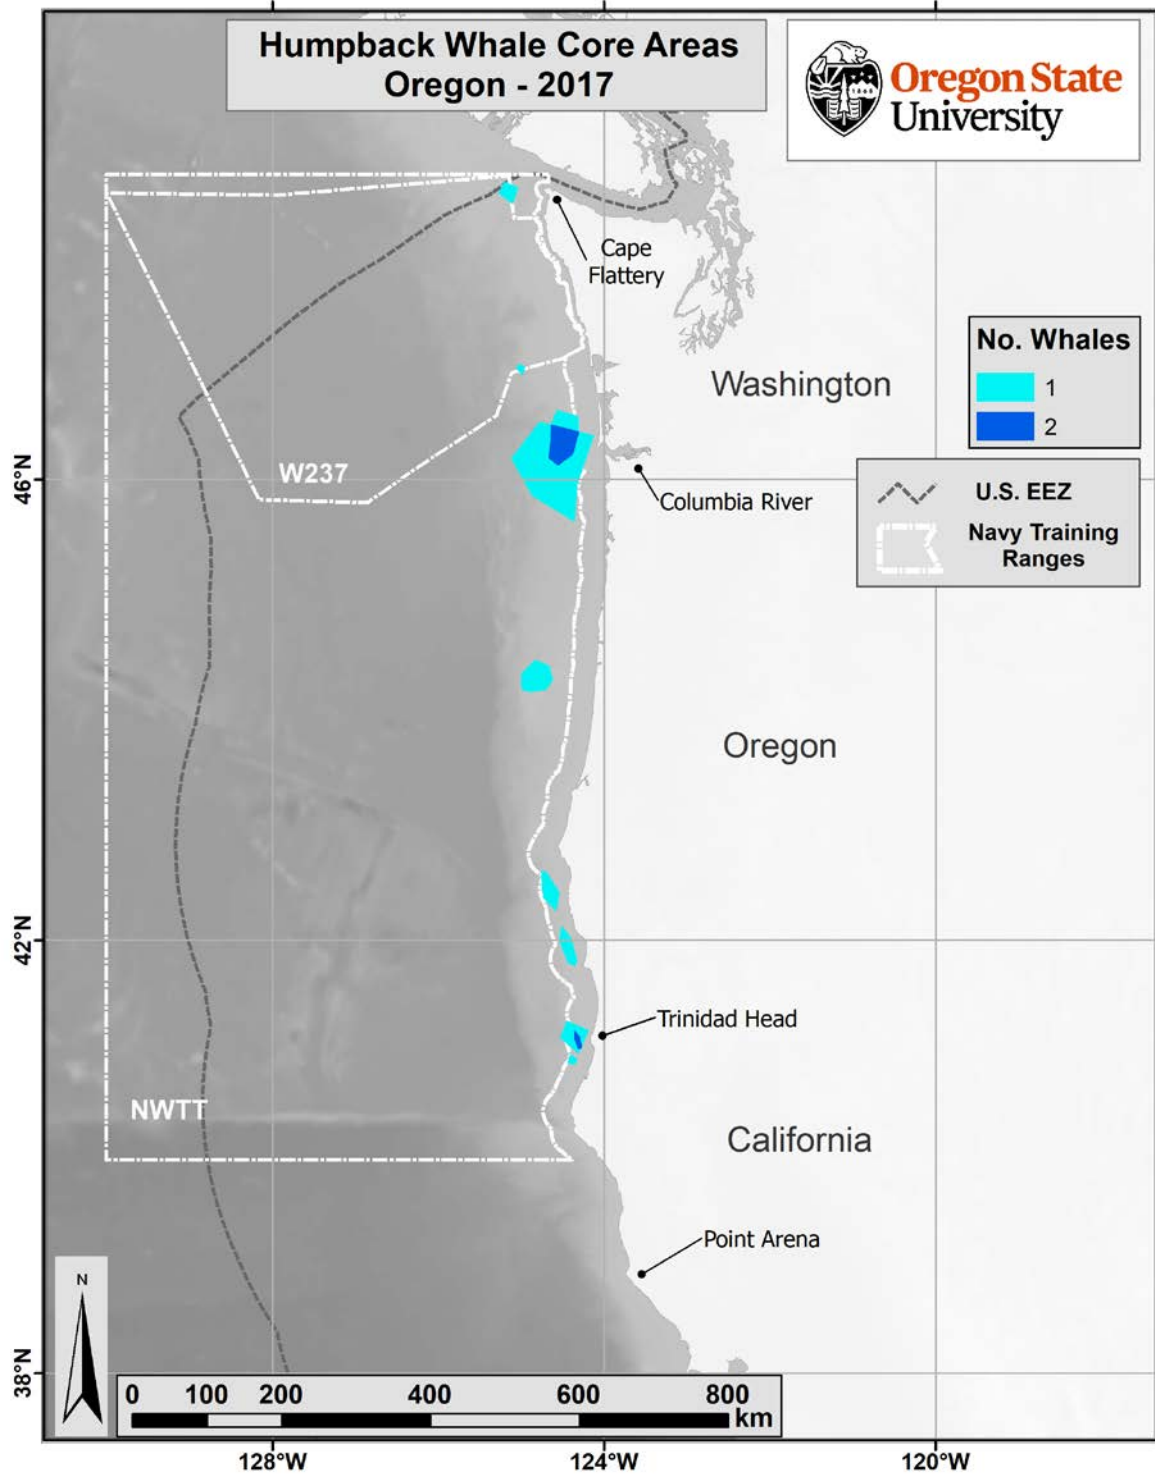 Humpback Whale Core Areas
Oregon - 2017
Oregon State
University
Cape
Flattery
No. Whales
1
2
Washington
W237
46°N
Columbia River
U.S. EEZ
Navy Training
Ranges
Oregon
42°N
Trinidad Head
NWTT
California
Point Arena
N
38°N
0 100 200 400 600 800
km
128°W 124°W 120°W